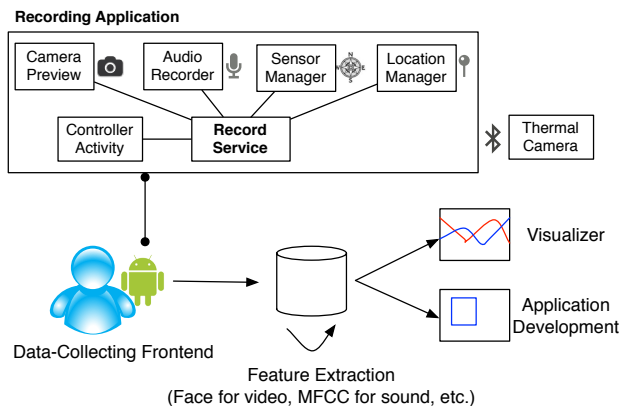 Recording Application
Camera
Preview
Audio
Recorder
Sensor
Manager
N
W
E
S
Location
Manager
Controller
Activity
Record
Service
Thermal
Camera
Visualizer
Application
Development
Data-Collecting Frontend
Feature Extraction
(Face for video, MFCC for sound, etc.)